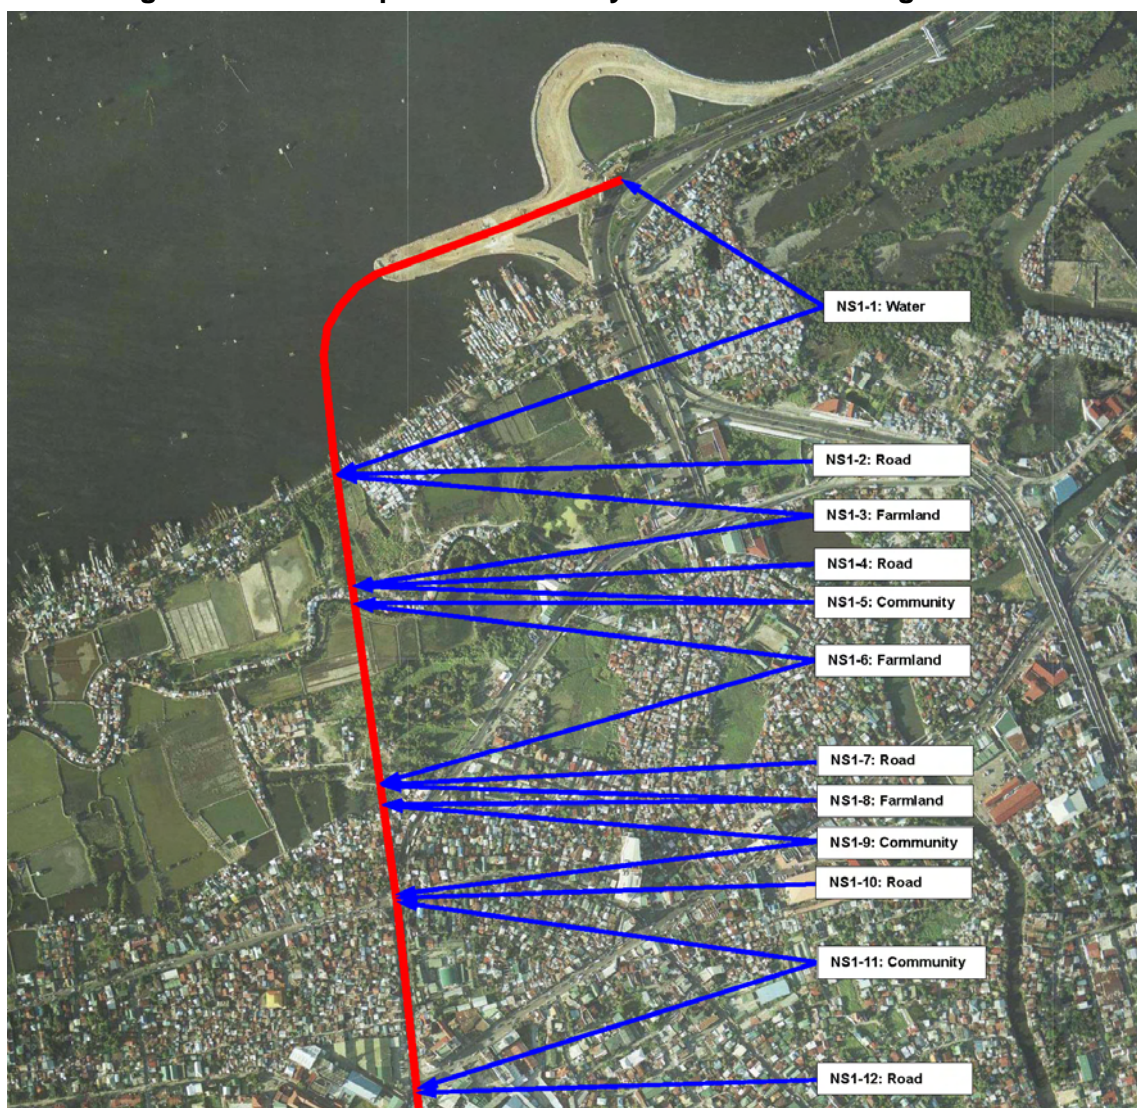 NS1-1: Water
NS1-2: Road
NS1-3: Farmland
NS1-4: Road
NS1-5: Community
NS1-6: Farmland
NS1-7: Road
NS1-8: Farmland
NS1-9: Community
NS1-10: Road
NS1-11: Community
NS1-12: Road